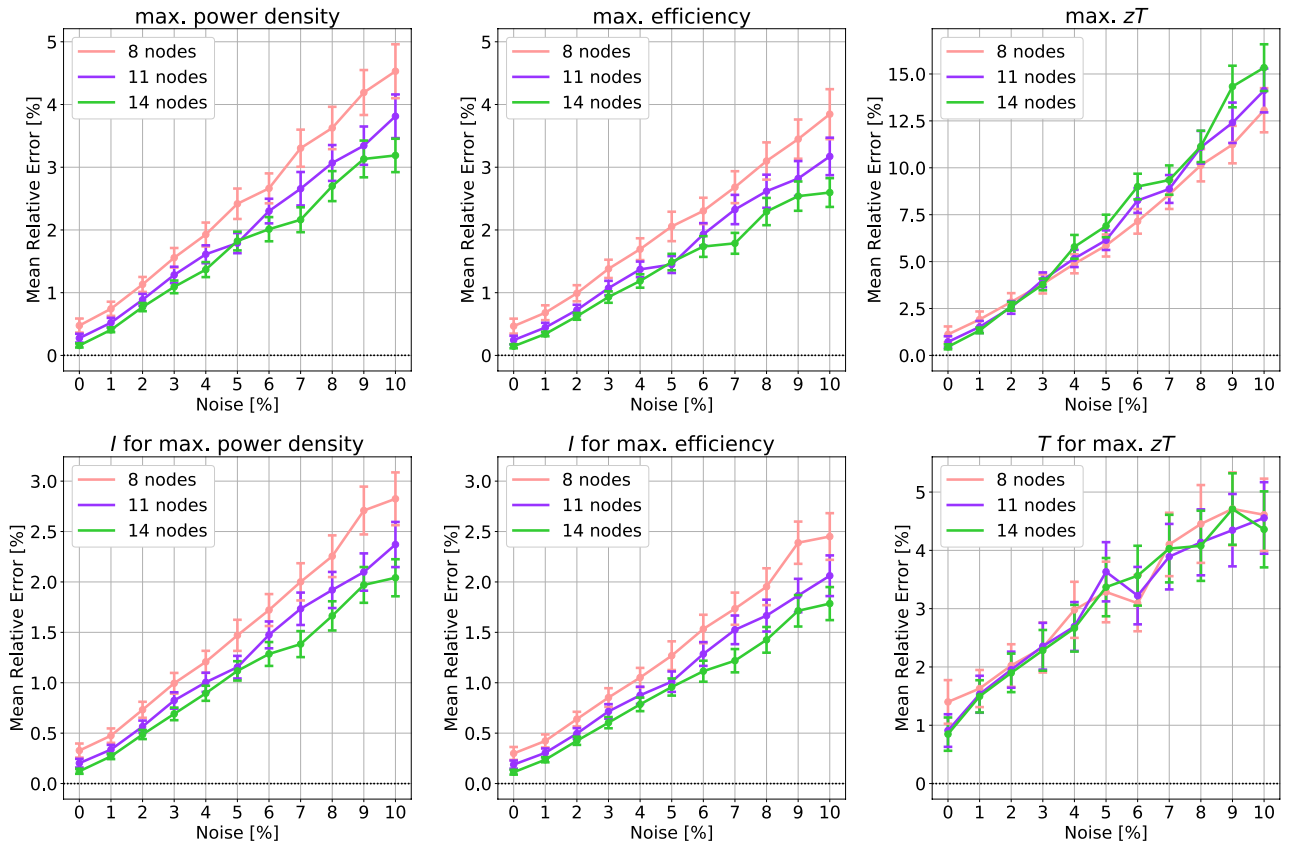 max. power density
Mean Relative Error [%]
5
4
3
2
1
0
8 nodes
11 nodes
14 nodes
0 1 2 3 4 5 6 7 8 9 10
Noise [%]
max. efficiency
Mean Relative Error [%]
5
4
3
2
1
0
8 nodes
11 nodes
14 nodes
0 1 2 3 4 5 6 7 8 9 10
Noise [%]
max. zT
Mean Relative Error [%]
15.0
12.5
10.0
7.5
5.0
2.5
0.0
8 nodes
11 nodes
14 nodes
0 1 2 3 4 5 6 7 8 9 10
Noise [%]
I for max. power density
Mean Relative Error [%]
3.0
2.5
2.0
1.5
1.0
0.5
0.0
8 nodes
11 nodes
14 nodes
0 1 2 3 4 5 6 7 8 9 10
Noise [%]
I for max. efficiency
Mean Relative Error [%]
3.0
2.5
2.0
1.5
1.0
0.5
0.0
8 nodes
11 nodes
14 nodes
0 1 2 3 4 5 6 7 8 9 10
Noise [%]
T for max. zT
Mean Relative Error [%]
5
4
3
2
1
0
8 nodes
11 nodes
14 nodes
0 1 2 3 4 5 6 7 8 9 10
Noise [%]